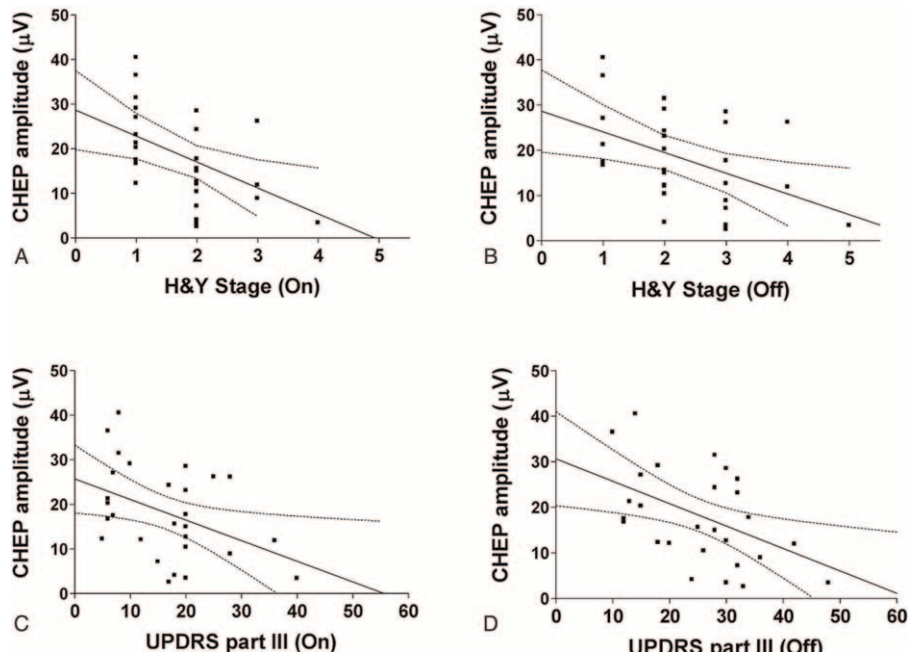 CHEP amplitude (μV)
50
40
30
20
10
0
0 1 2 3 4 5
H&Y Stage (On)
A
CHEP amplitude (μV)
50
40
30
20
10
0
0 1 2 3 4 5
H&Y Stage (Off)
B
CHEP amplitude (μV)
50
40
30
20
10
0
0 10 20 30 40 50 60
UPDRS part III (On)
C
CHEP amplitude (μV)
50
40
30
20
10
0
0 10 20 30 40 50 60
UPDRS part III (Off)
D